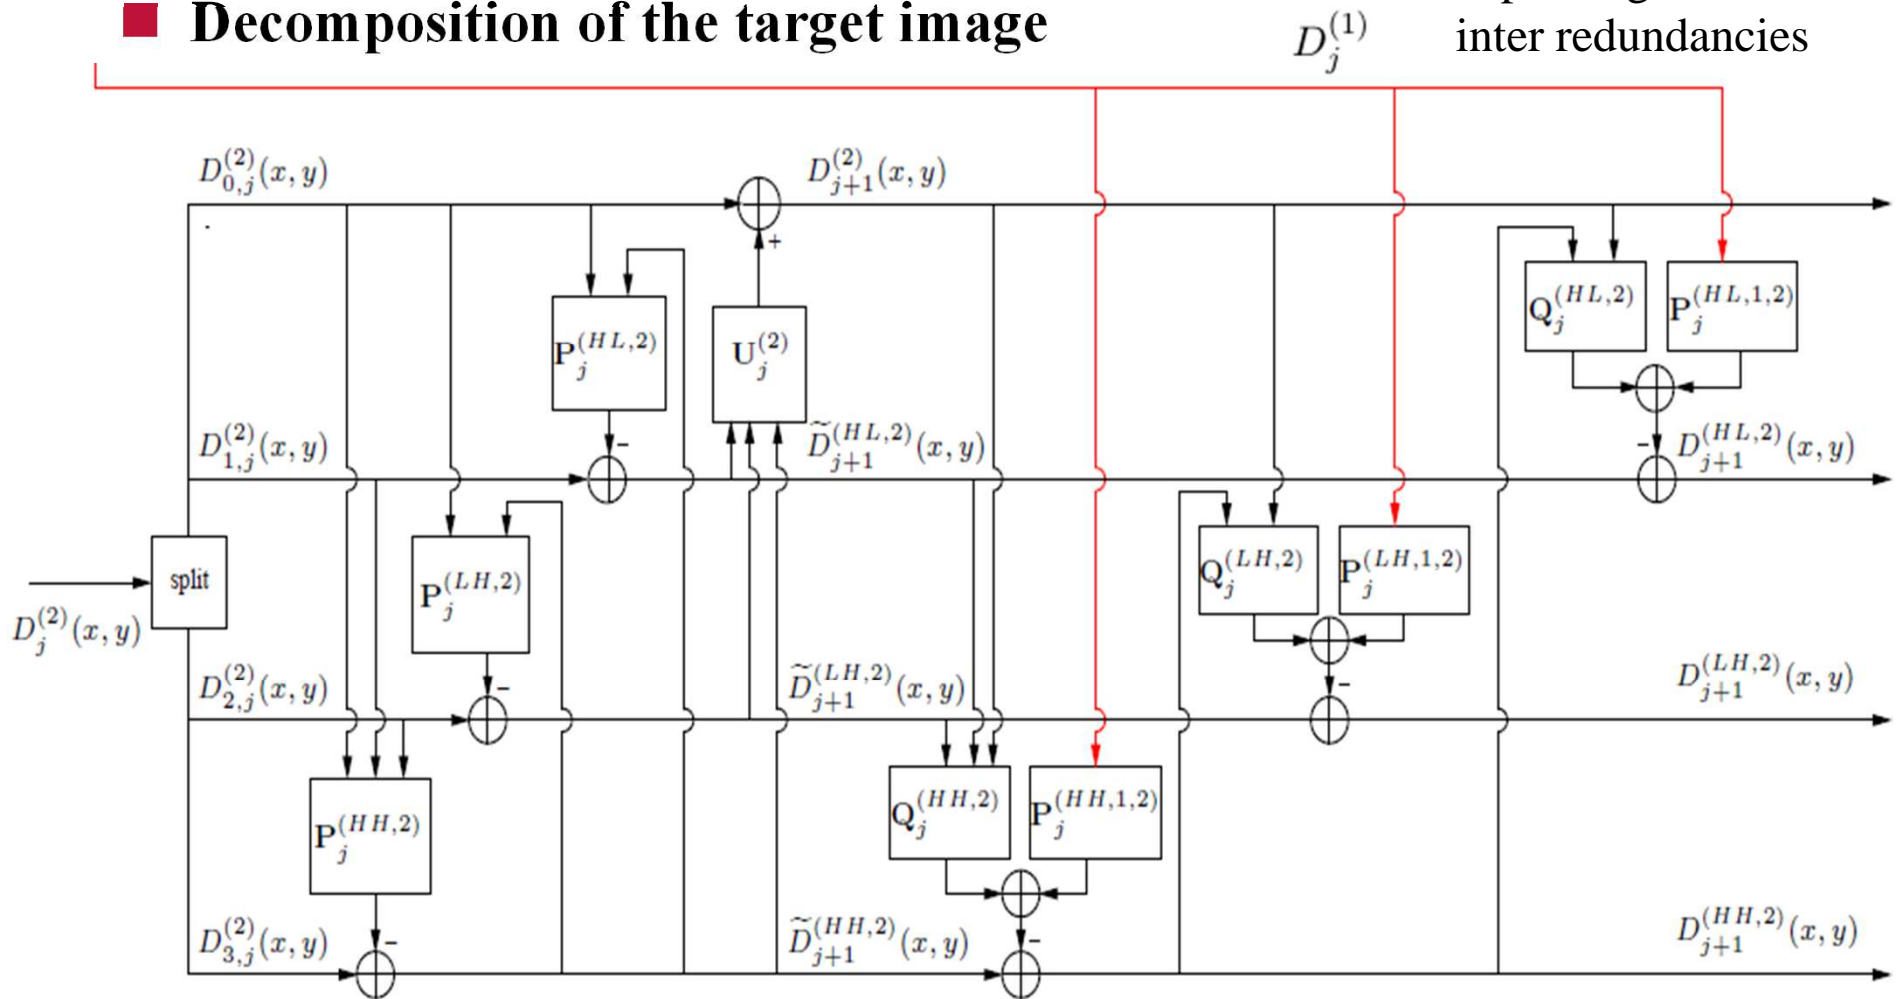 ■ Decomposition of the target image
D_j^{(1)}
inter redundancies
D_{0,j}^{(2)}(x, y)
D_{j+1}^{(2)}(x, y)
+
Q_j^{(HL,2)}
P_j^{(HL,1,2)}
P_j^{(HL,2)}
U_j^{(2)}
D_{1,j}^{(2)}(x, y)
-
\widetilde{D}_{j+1}^{(HL,2)}(x, y)
-
D_{j+1}^{(HL,2)}(x, y)
split
P_j^{(LH,2)}
Q_j^{(LH,2)}
P_j^{(LH,1,2)}
D_j^{(2)}(x, y)
D_{2,j}^{(2)}(x, y)
-
\widetilde{D}_{j+1}^{(LH,2)}(x, y)
-
D_{j+1}^{(LH,2)}(x, y)
P_j^{(HH,2)}
Q_j^{(HH,2)}
P_j^{(HH,1,2)}
D_{3,j}^{(2)}(x, y)
-
\widetilde{D}_{j+1}^{(HH,2)}(x, y)
-
D_{j+1}^{(HH,2)}(x, y)